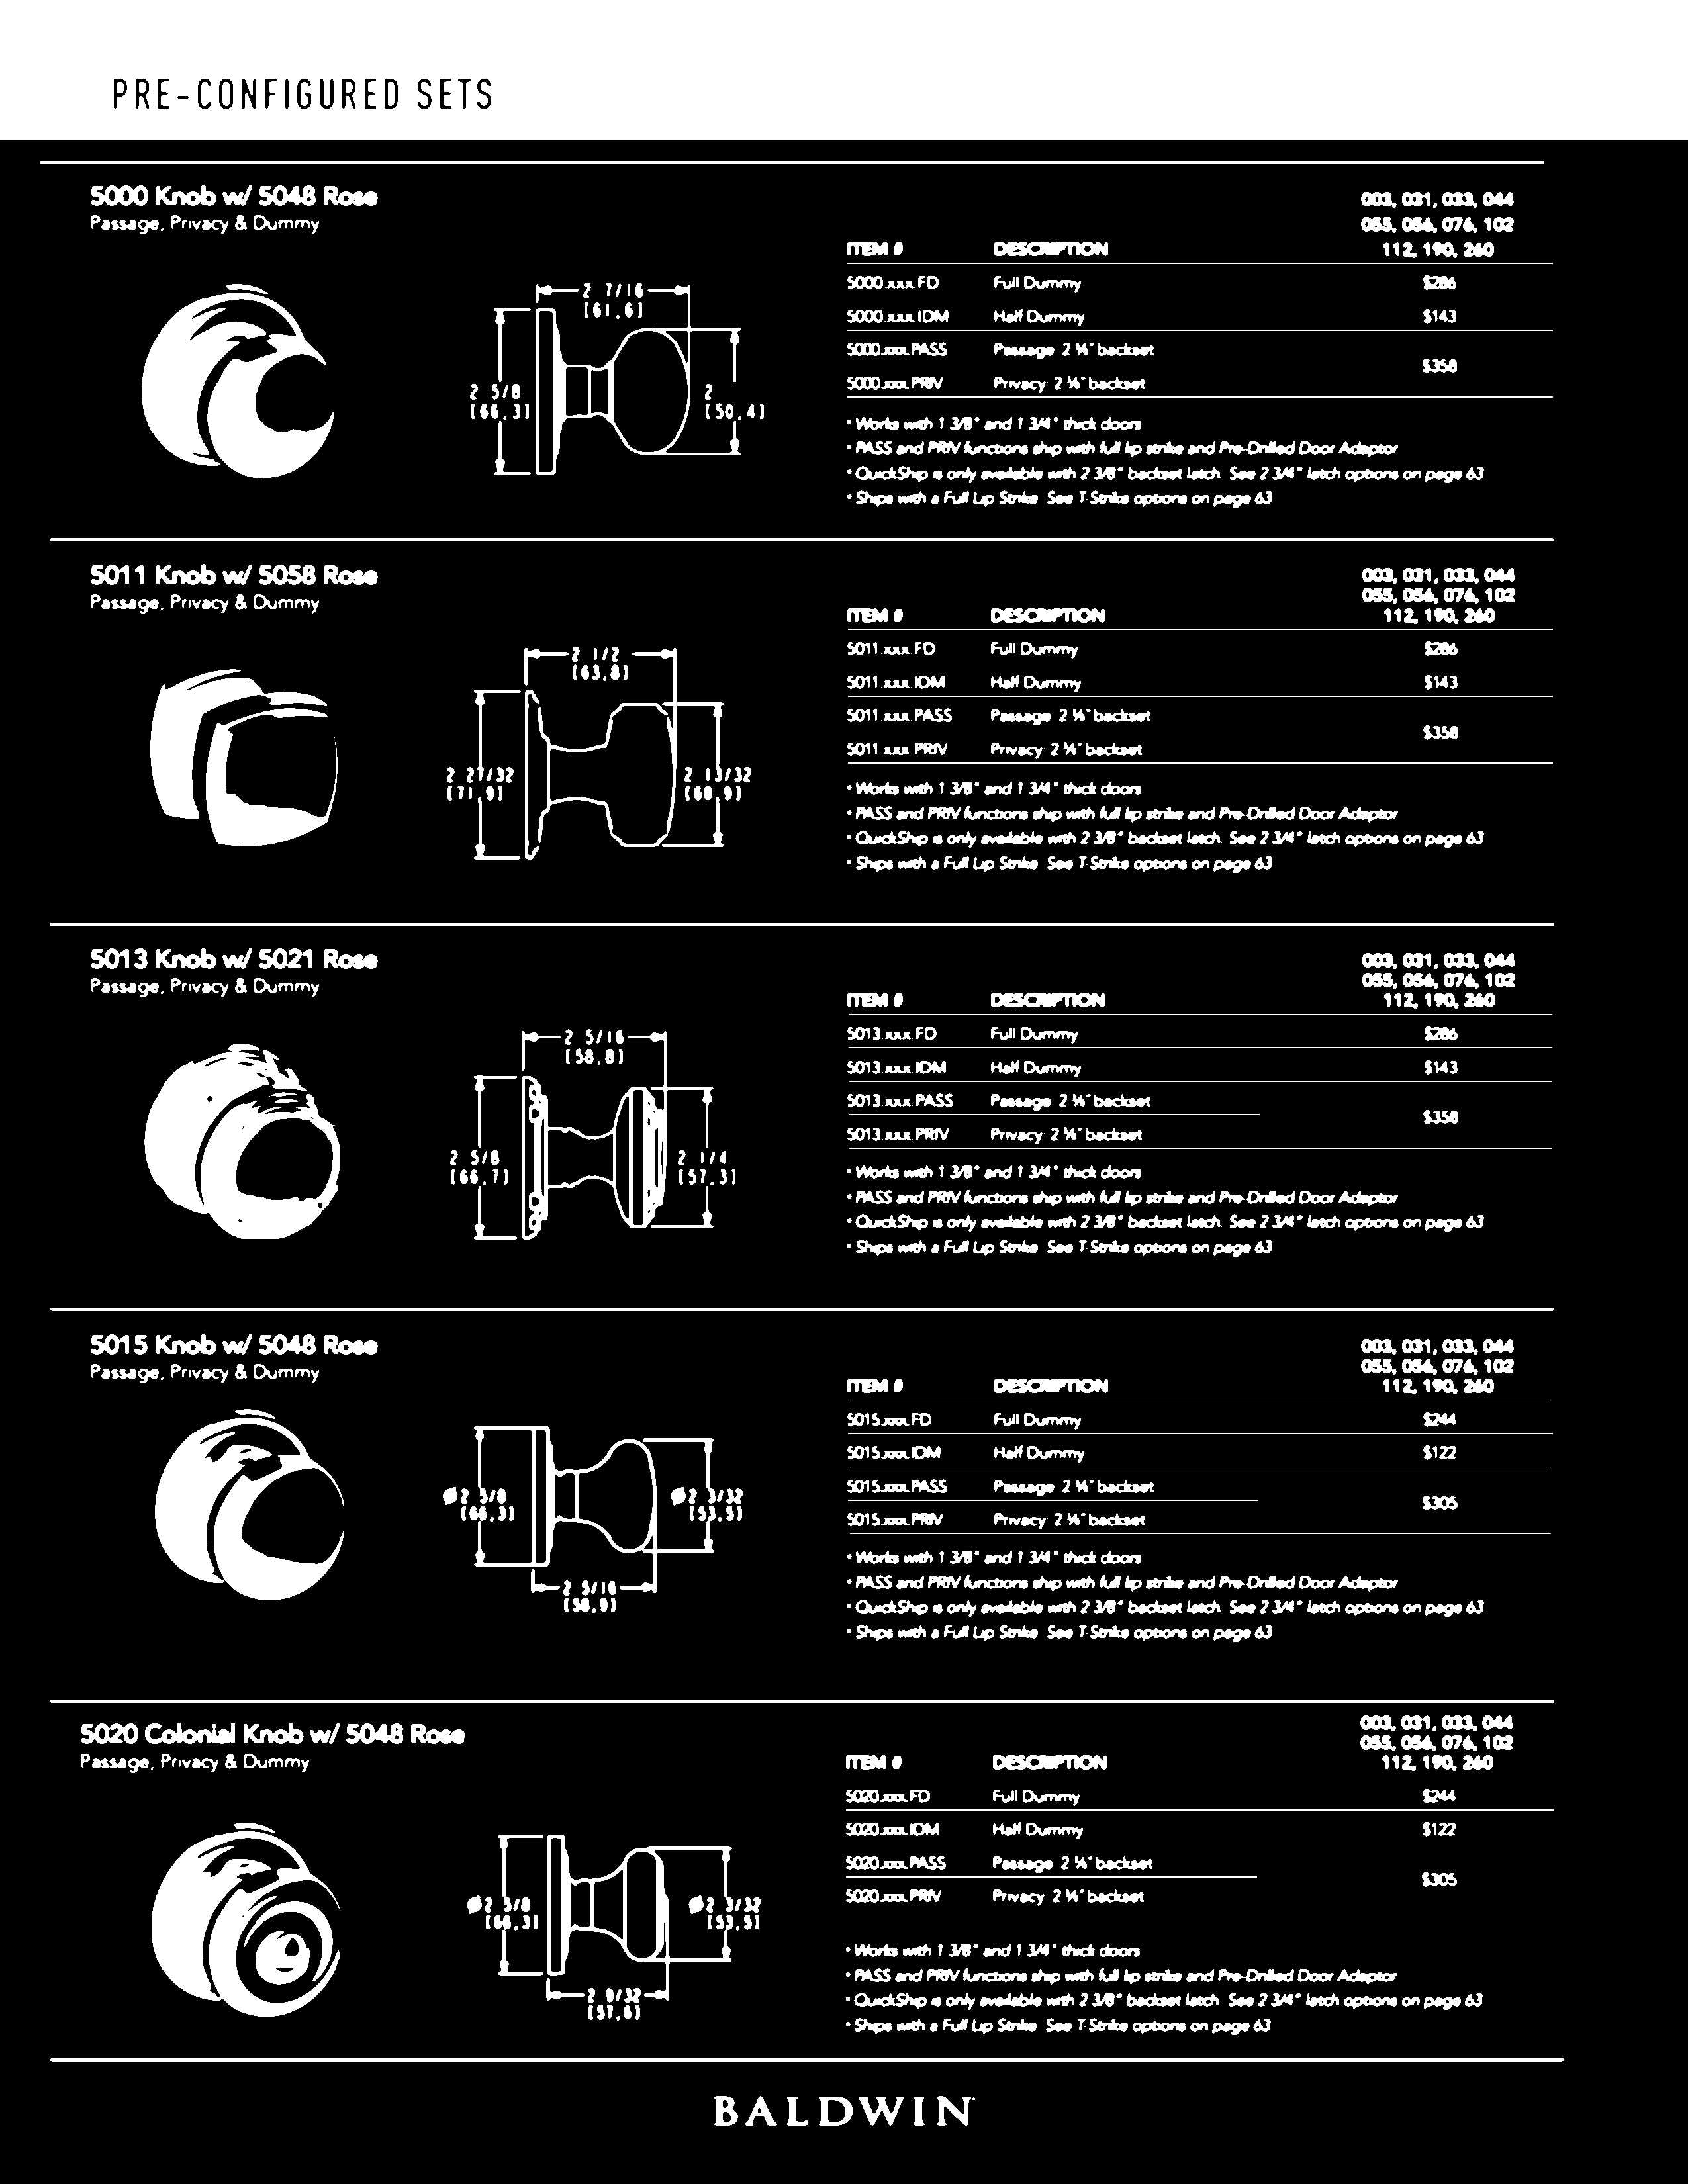 PRE-CONFIGURED SETS
5000 Knob w/ 5048 Rose
Passage, Privacy & Dummy
003, 031, 033, 044
055, 056, 076, 102
112, 190, 260
ITEM # DESCRIPTION
5000.xxx.FD Full Dummy $286
5000.xxx.IDM Half Dummy $143
5000.xxx.PASS Passage 2 ⅜" backset
$358
5000.xxx.PRIV Privacy 2 ⅜" backset
2 7/16
[61,6]
2 5/8
[66,3]
2
[50,4]
• Works with 1 3/8" and 1 3/4" thick doors
• PASS and PRIV functions ship with full lip strike and Pre-Drilled Door Adaptor
• QuickShip is only available with 2 3/8" backset latch. See 2 3/4" latch options on page 63
• Ships with a Full Lip Strike. See T-Strike options on page 63
5011 Knob w/ 5058 Rose
Passage, Privacy & Dummy
003, 031, 033, 044
055, 056, 076, 102
112, 190, 260
ITEM # DESCRIPTION
5011.xxx.FD Full Dummy $286
5011.xxx.IDM Half Dummy $143
5011.xxx.PASS Passage 2 ⅜" backset
$358
5011.xxx.PRIV Privacy 2 ⅜" backset
2 1/2
[63,8]
2 27/32
[71,9]
2 13/32
[60,9]
• Works with 1 3/8" and 1 3/4" thick doors
• PASS and PRIV functions ship with full lip strike and Pre-Drilled Door Adaptor
• QuickShip is only available with 2 3/8" backset latch. See 2 3/4" latch options on page 63
• Ships with a Full Lip Strike. See T-Strike options on page 63
5013 Knob w/ 5021 Rose
Passage, Privacy & Dummy
003, 031, 033, 044
055, 056, 076, 102
112, 190, 260
ITEM # DESCRIPTION
5013.xxx.FD Full Dummy $286
5013.xxx.IDM Half Dummy $143
5013.xxx.PASS Passage 2 ⅜" backset
$358
5013.xxx.PRIV Privacy 2 ⅜" backset
2 5/16
[58,8]
2 5/8
[66,7]
2 1/4
[57,3]
• Works with 1 3/8" and 1 3/4" thick doors
• PASS and PRIV functions ship with full lip strike and Pre-Drilled Door Adaptor
• QuickShip is only available with 2 3/8" backset latch. See 2 3/4" latch options on page 63
• Ships with a Full Lip Strike. See T-Strike options on page 63
5015 Knob w/ 5048 Rose
Passage, Privacy & Dummy
003, 031, 033, 044
055, 056, 076, 102
112, 190, 260
ITEM # DESCRIPTION
5015.xxx.FD Full Dummy $244
5015.xxx.IDM Half Dummy $122
5015.xxx.PASS Passage 2 ⅜" backset
$305
5015.xxx.PRIV Privacy 2 ⅜" backset
Ø2 5/8
[66,3]
Ø2 3/32
[53,5]
2 5/16
[58,9]
• Works with 1 3/8" and 1 3/4" thick doors
• PASS and PRIV functions ship with full lip strike and Pre-Drilled Door Adaptor
• QuickShip is only available with 2 3/8" backset latch. See 2 3/4" latch options on page 63
• Ships with a Full Lip Strike. See T-Strike options on page 63
5020 Colonial Knob w/ 5048 Rose
Passage, Privacy & Dummy
003, 031, 033, 044
055, 056, 076, 102
112, 190, 260
ITEM # DESCRIPTION
5020.xxx.FD Full Dummy $244
5020.xxx.IDM Half Dummy $122
5020.xxx.PASS Passage 2 ⅜" backset
$305
5020.xxx.PRIV Privacy 2 ⅜" backset
Ø2 5/8
[66,3]
Ø2 3/32
[53,5]
2 9/32
[57,6]
• Works with 1 3/8" and 1 3/4" thick doors
• PASS and PRIV functions ship with full lip strike and Pre-Drilled Door Adaptor
• QuickShip is only available with 2 3/8" backset latch. See 2 3/4" latch options on page 63
• Ships with a Full Lip Strike. See T-Strike options on page 63
BALDWIN